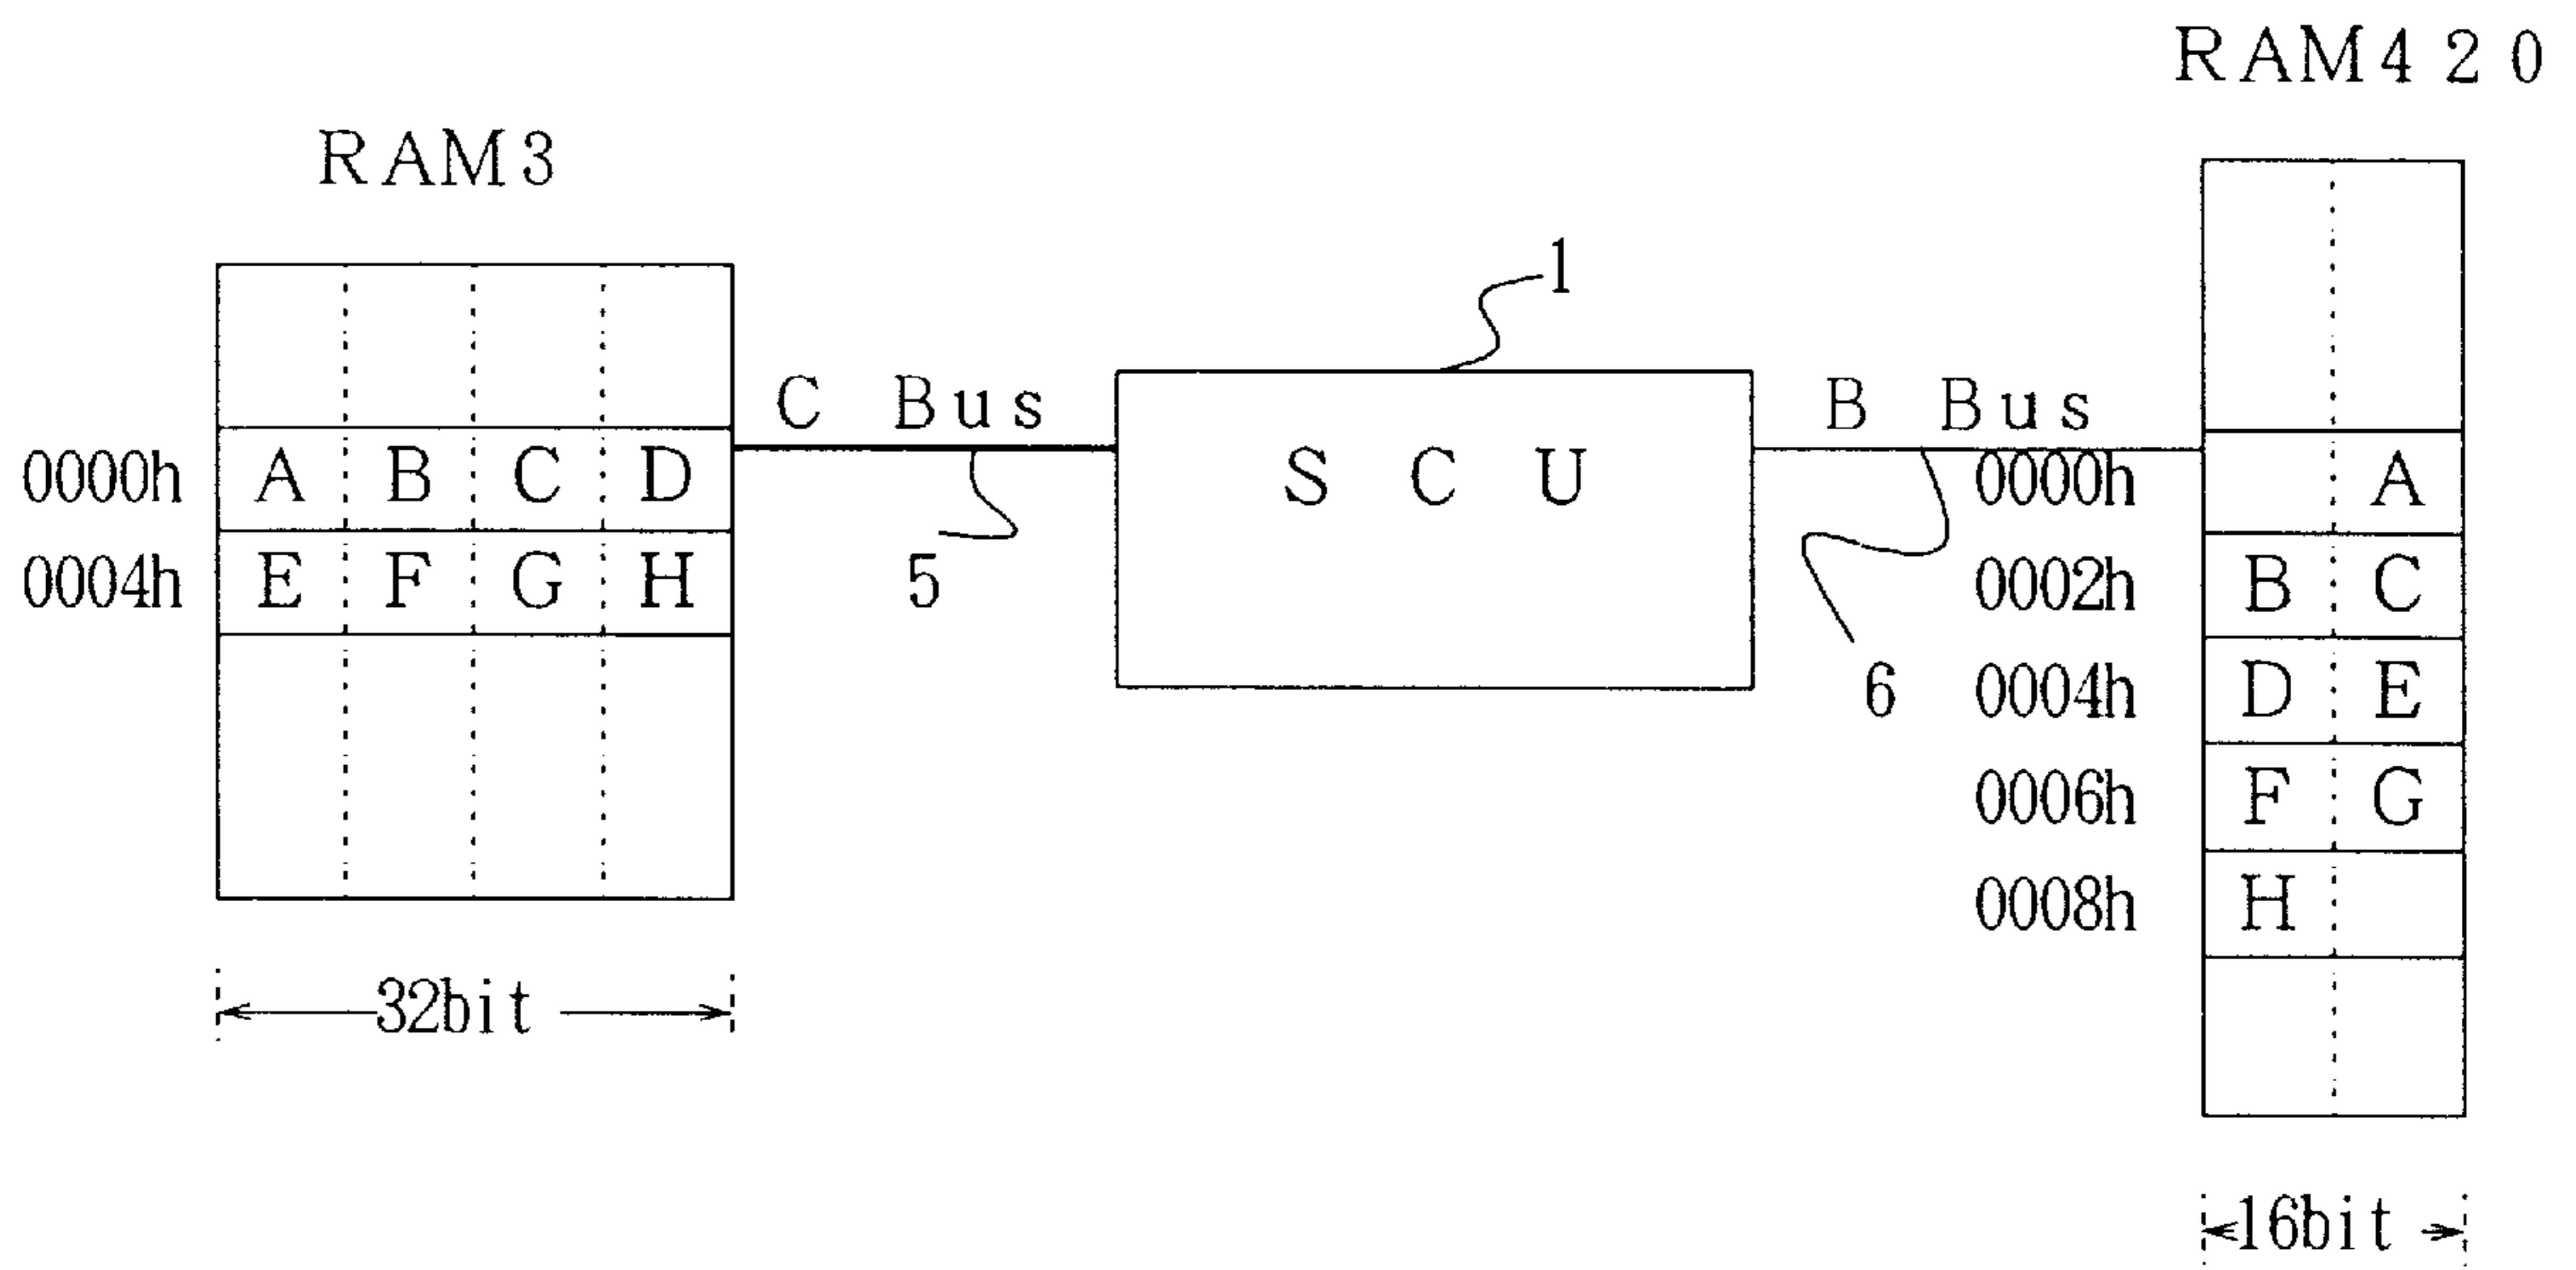 RAM420
RAM3
1
C Bus
B Bus
SCU
0000h A B C D
0004h E F G H
5
6
0000h A
0002h B C
0004h D E
0006h F G
0008h H
32bit
16bit